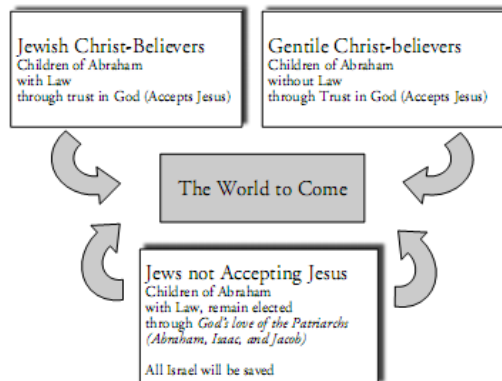 Jewish Christ-Believers
Children of Abraham
with Law
through trust in God (Accepts Jesus)
Gentile Christ-believers
Children of Abraham
without Law
through Trust in God (Accepts Jesus)
The World to Come
Jews not Accepting Jesus
Children of Abraham
with Law, remain elected
through God's love of the Patriarchs
(Abraham, Isaac, and Jacob)
All Israel will be saved